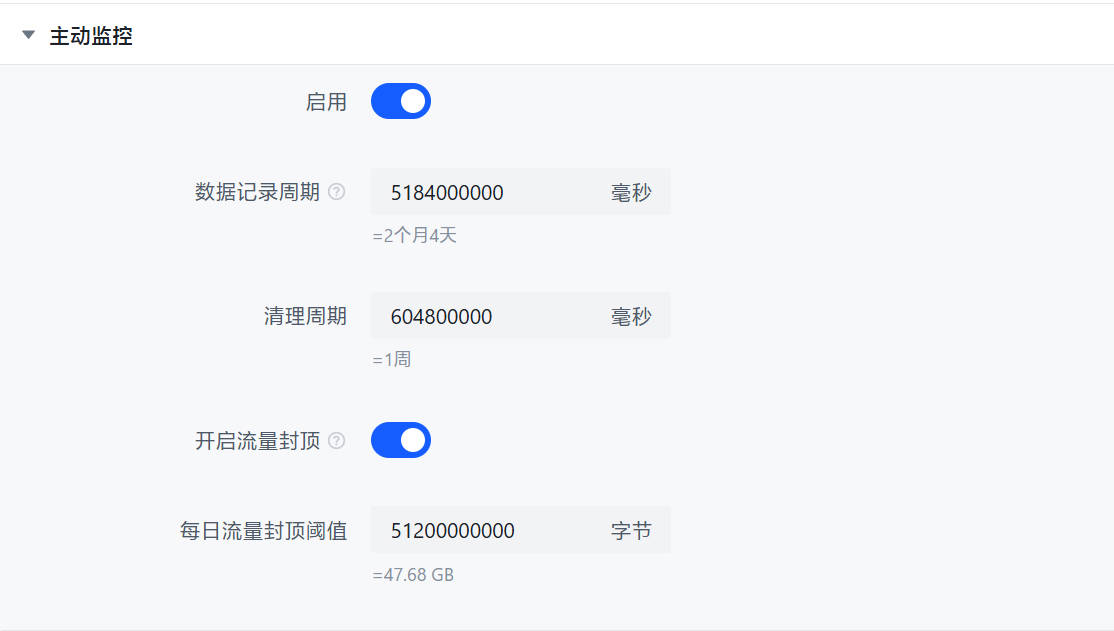 主动监控
启用
数据记录周期 ? 5184000000 毫秒
=2个月4天
清理周期 604800000 毫秒
=1周
开启流量封顶 ?
每日流量封顶阈值 51200000000 字节
=47.68 GB